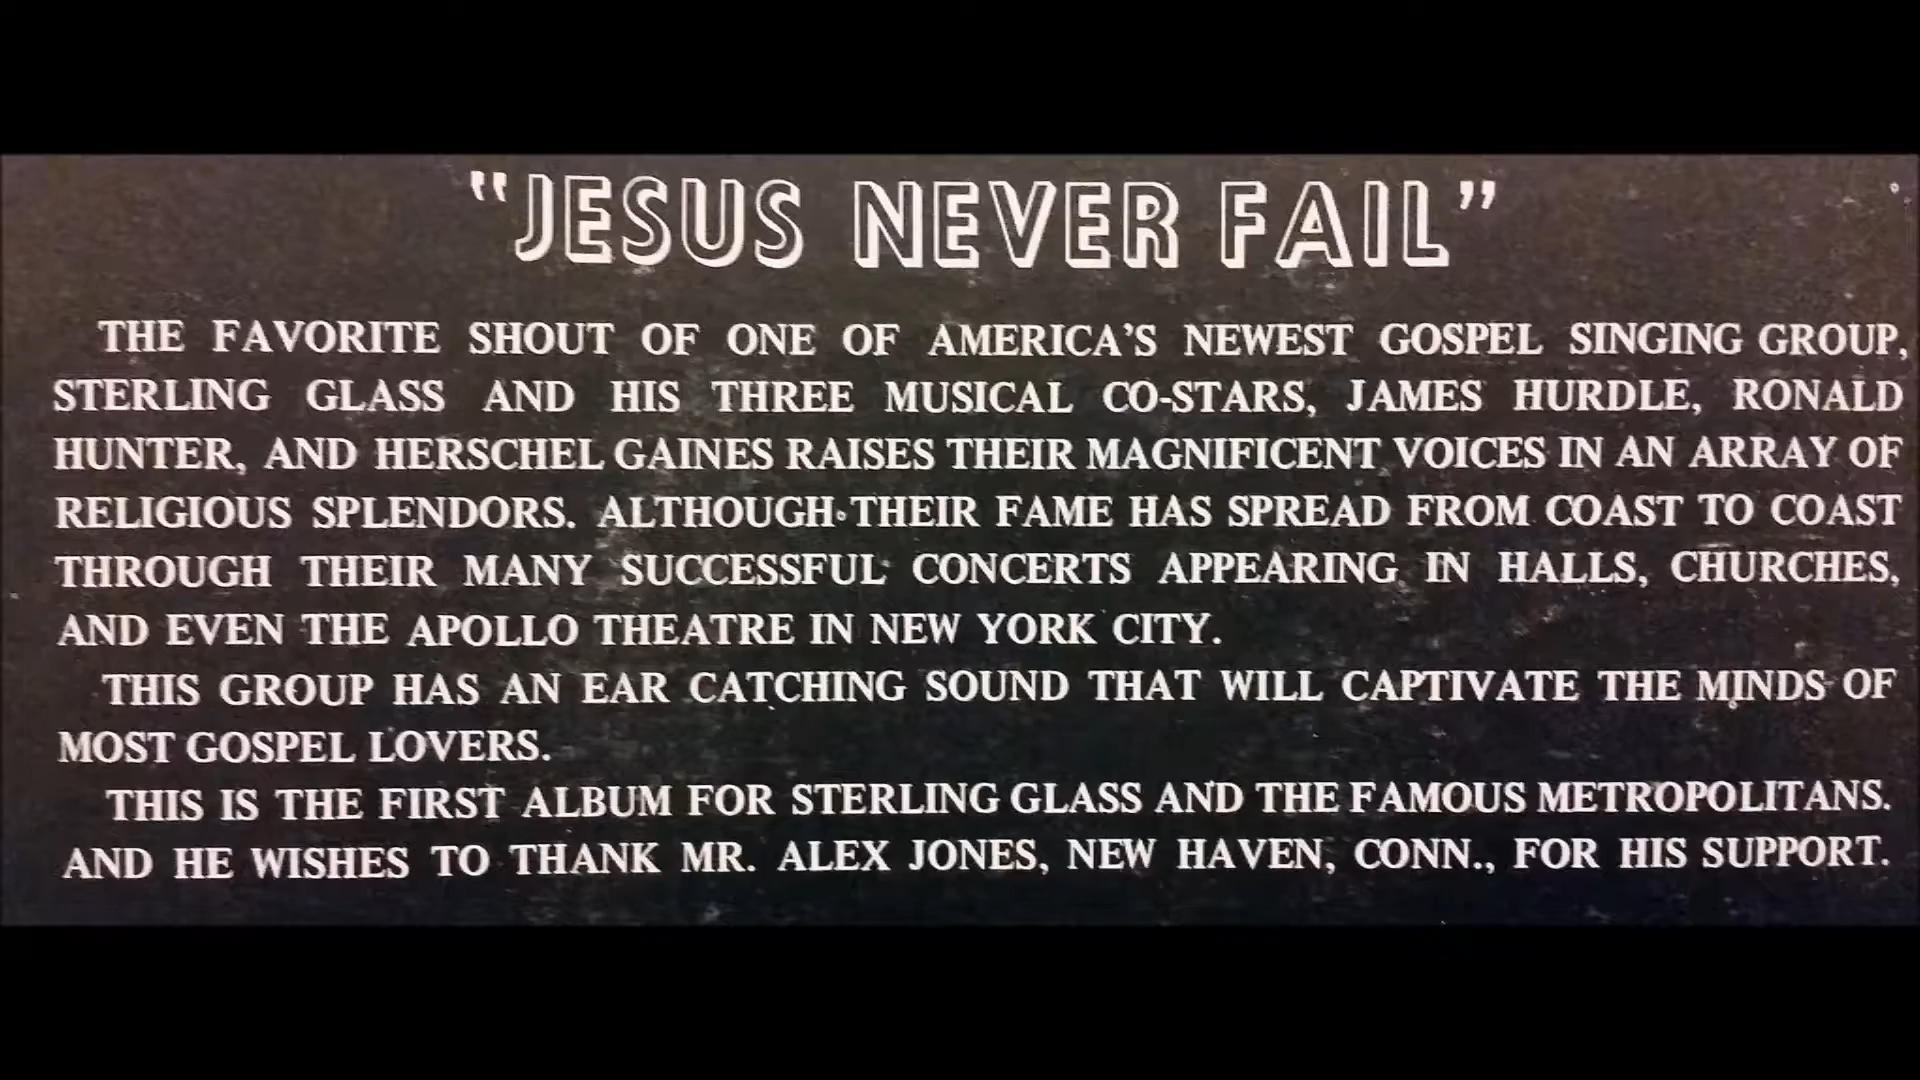 "JESUS NEVER FAIL"
THE FAVORITE SHOUT OF ONE OF AMERICA'S NEWEST GOSPEL SINGING GROUP,
STERLING GLASS AND HIS THREE MUSICAL CO-STARS, JAMES HURDLE, RONALD
HUNTER, AND HERSCHEL GAINES RAISES THEIR MAGNIFICENT VOICES IN AN ARRAY OF
RELIGIOUS SPLENDORS. ALTHOUGH THEIR FAME HAS SPREAD FROM COAST TO COAST
THROUGH THEIR MANY SUCCESSFUL CONCERTS APPEARING IN HALLS, CHURCHES,
AND EVEN THE APOLLO THEATRE IN NEW YORK CITY.
THIS GROUP HAS AN EAR CATCHING SOUND THAT WILL CAPTIVATE THE MINDS OF
MOST GOSPEL LOVERS.
THIS IS THE FIRST ALBUM FOR STERLING GLASS AND THE FAMOUS METROPOLITANS.
AND HE WISHES TO THANK MR. ALEX JONES, NEW HAVEN, CONN., FOR HIS SUPPORT.